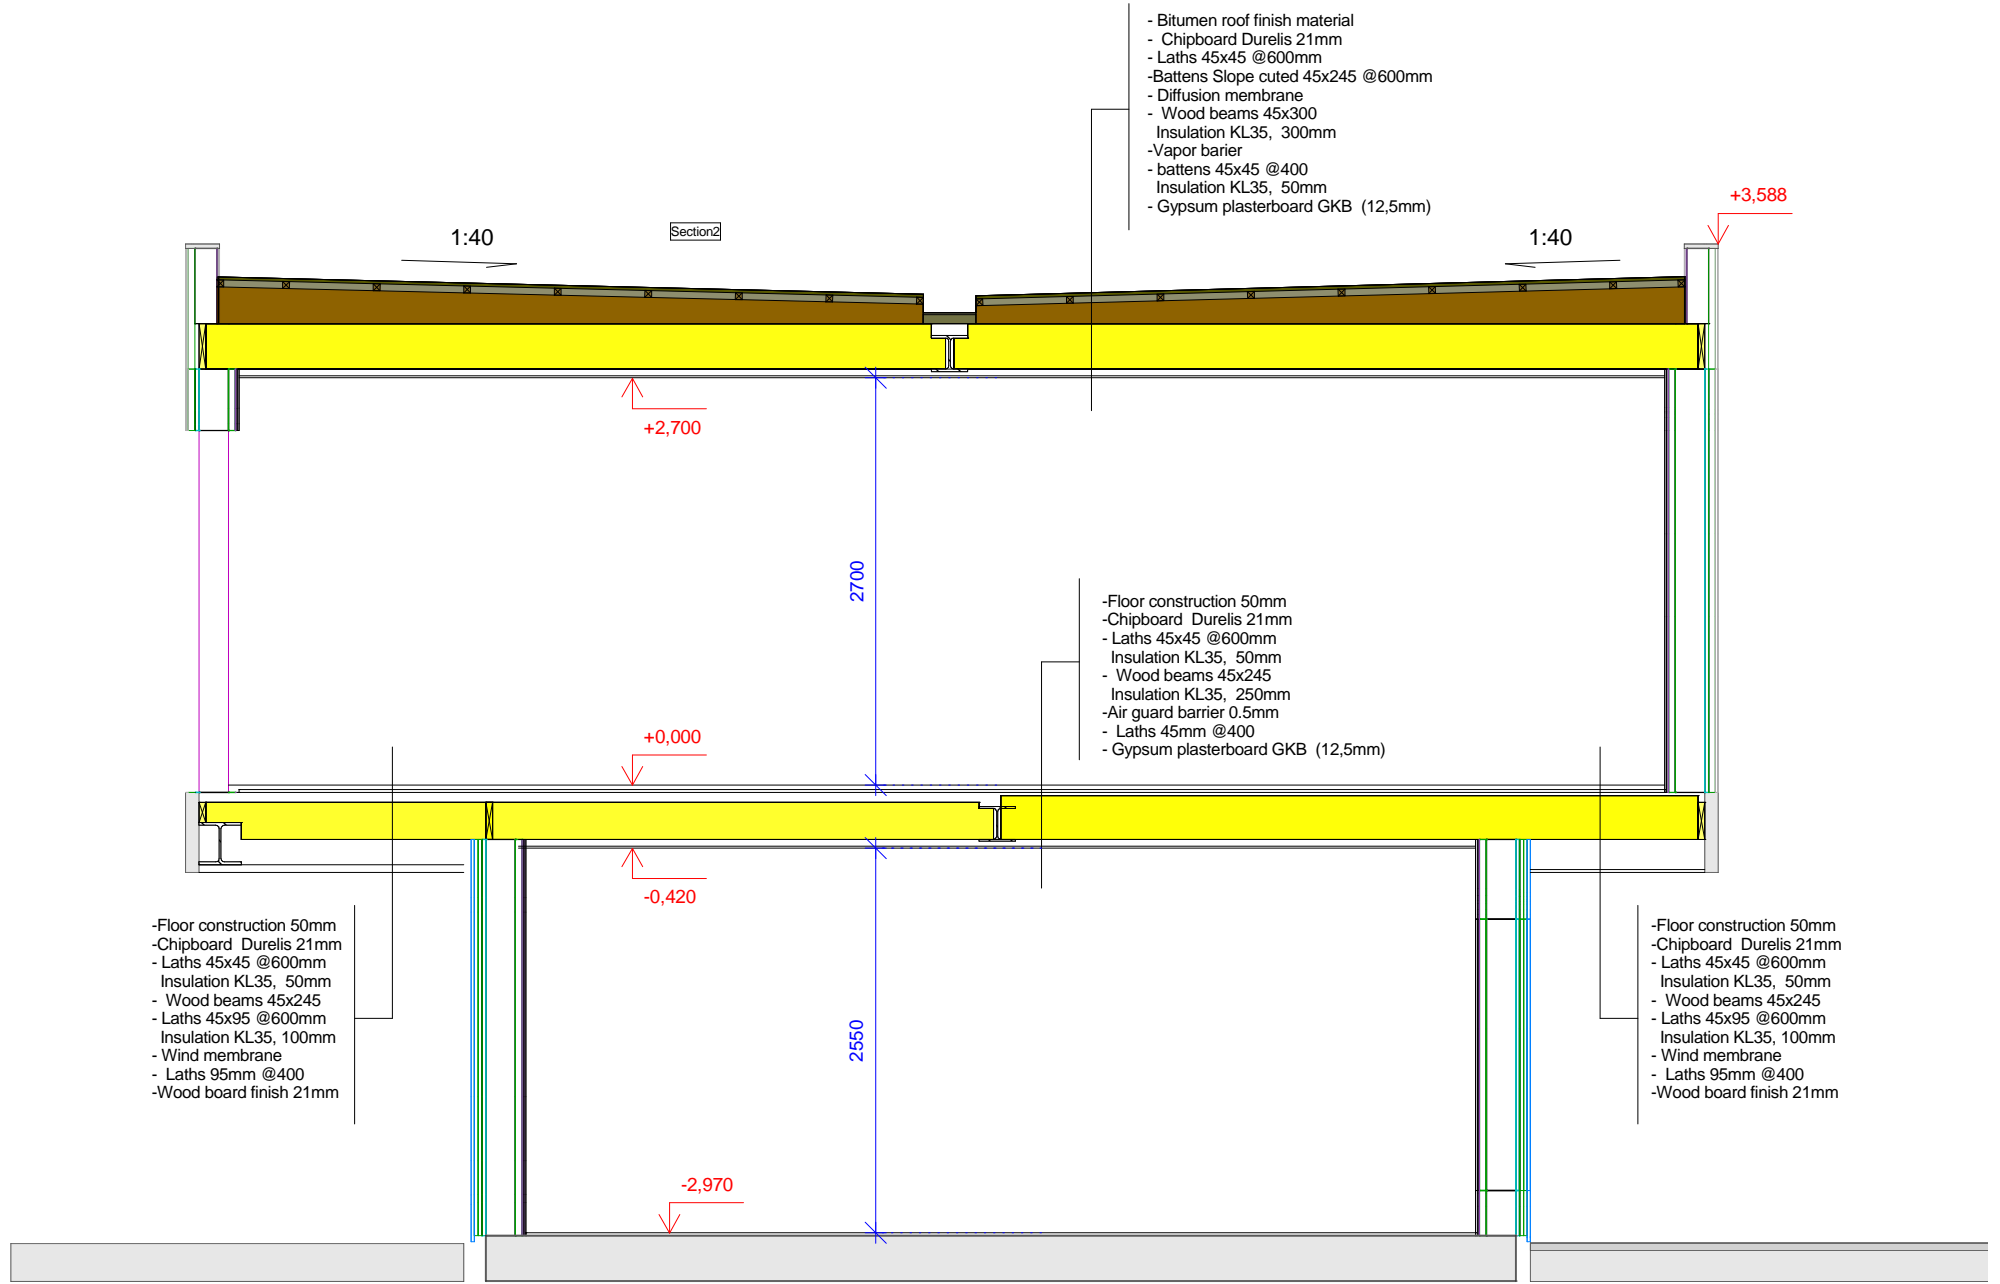 - Bitumen roof finish material
-  Chipboard Durelis 21mm
- Laths 45x45 @600mm
-Battens Slope cuted 45x245 @600mm
- Diffusion membrane
-  Wood beams 45x300
Insulation KL35,  300mm
-Vapor barier
- battens 45x45 @400
Insulation KL35,  50mm
- Gypsum plasterboard GKB  (12,5mm)
+3,588
1:40
Section2
1:40
+2,700
2700
-Floor construction 50mm
-Chipboard  Durelis 21mm
- Laths 45x45 @600mm
Insulation KL35,  50mm
-  Wood beams 45x245
Insulation KL35,  250mm
-Air guard barrier 0.5mm
-  Laths 45mm @400
- Gypsum plasterboard GKB  (12,5mm)
+0,000
-0,420
-Floor construction 50mm
-Chipboard  Durelis 21mm
- Laths 45x45 @600mm
Insulation KL35,  50mm
-  Wood beams 45x245
- Laths 45x95 @600mm
Insulation KL35, 100mm
- Wind membrane
-  Laths 95mm @400
-Wood board finish 21mm
2550
-Floor construction 50mm
-Chipboard  Durelis 21mm
- Laths 45x45 @600mm
Insulation KL35,  50mm
-  Wood beams 45x245
- Laths 45x95 @600mm
Insulation KL35, 100mm
- Wind membrane
-  Laths 95mm @400
-Wood board finish 21mm
-2,970